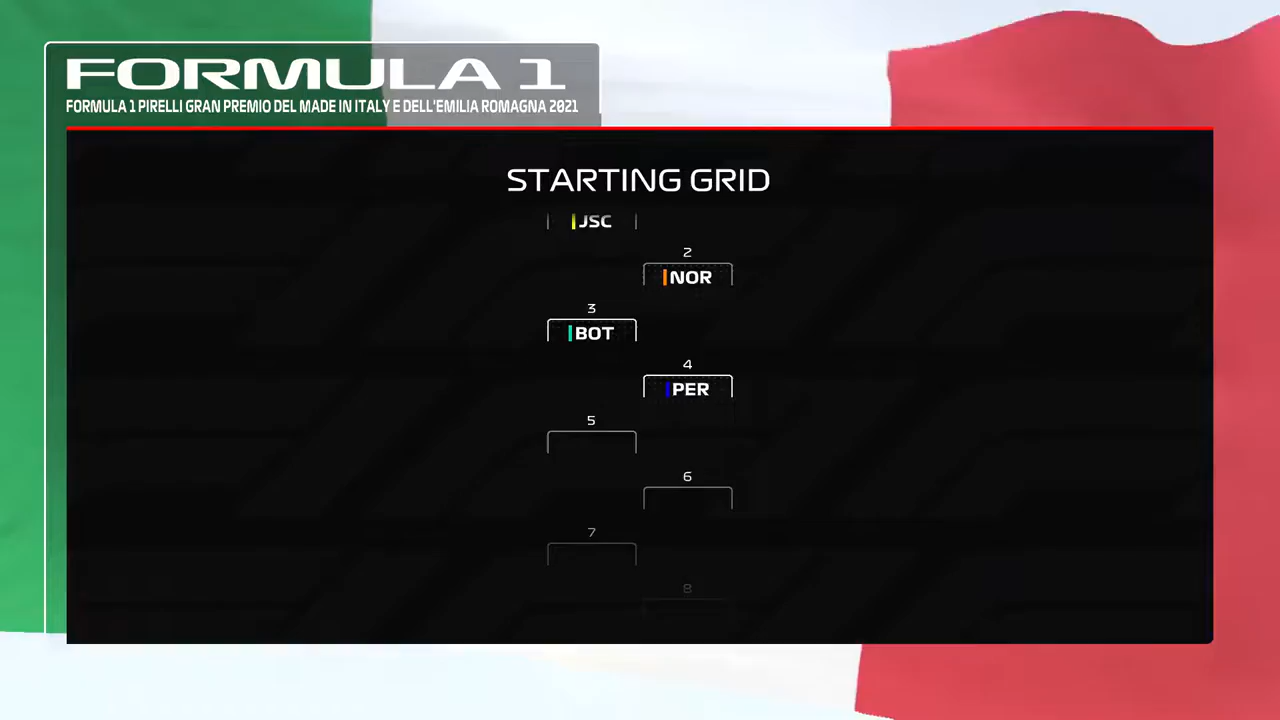 FORMULA 1
FORMULA 1 PIRELLI GRAN PREMIO DEL MADE IN ITALY E DELL'EMILIA ROMAGNA 2021
STARTING GRID
JSC
2
NOR
3
BOT
4
PER
5
6
7
8